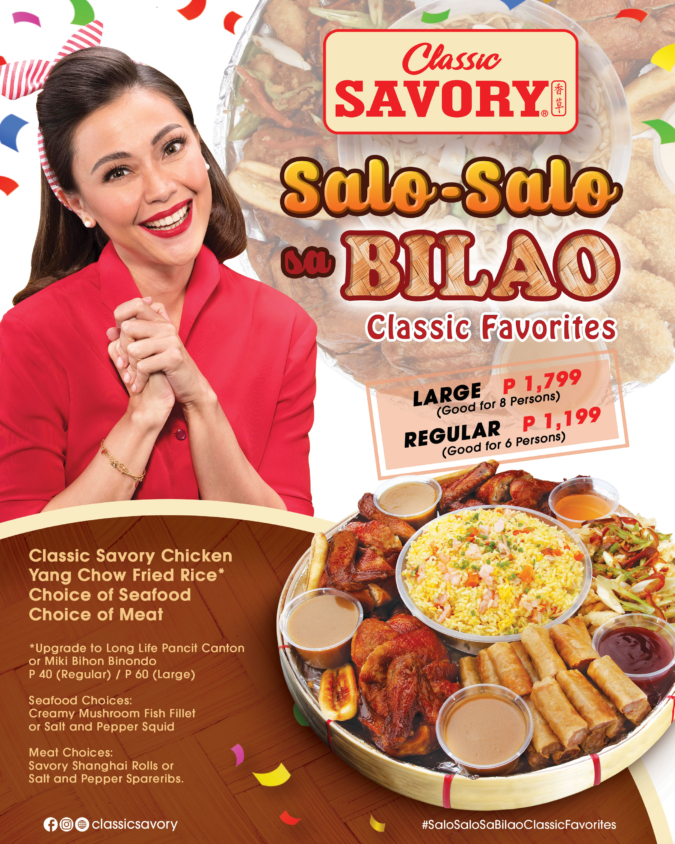 Classic
SAVORY®
香草
Salo-Salo
sa BILAO
Classic Favorites
LARGE P 1,799
(Good for 8 Persons)
REGULAR P 1,199
(Good for 6 Persons)
Classic Savory Chicken
Yang Chow Fried Rice*
Choice of Seafood
Choice of Meat
*Upgrade to Long Life Pancit Canton
or Miki Bihon Binondo
P 40 (Regular) / P 60 (Large)
Seafood Choices:
Creamy Mushroom Fish Fillet
or Salt and Pepper Squid
Meat Choices:
Savory Shanghai Rolls or
Salt and Pepper Spareribs.
classicsavory
#SaloSaloSaBilaoClassicFavorites